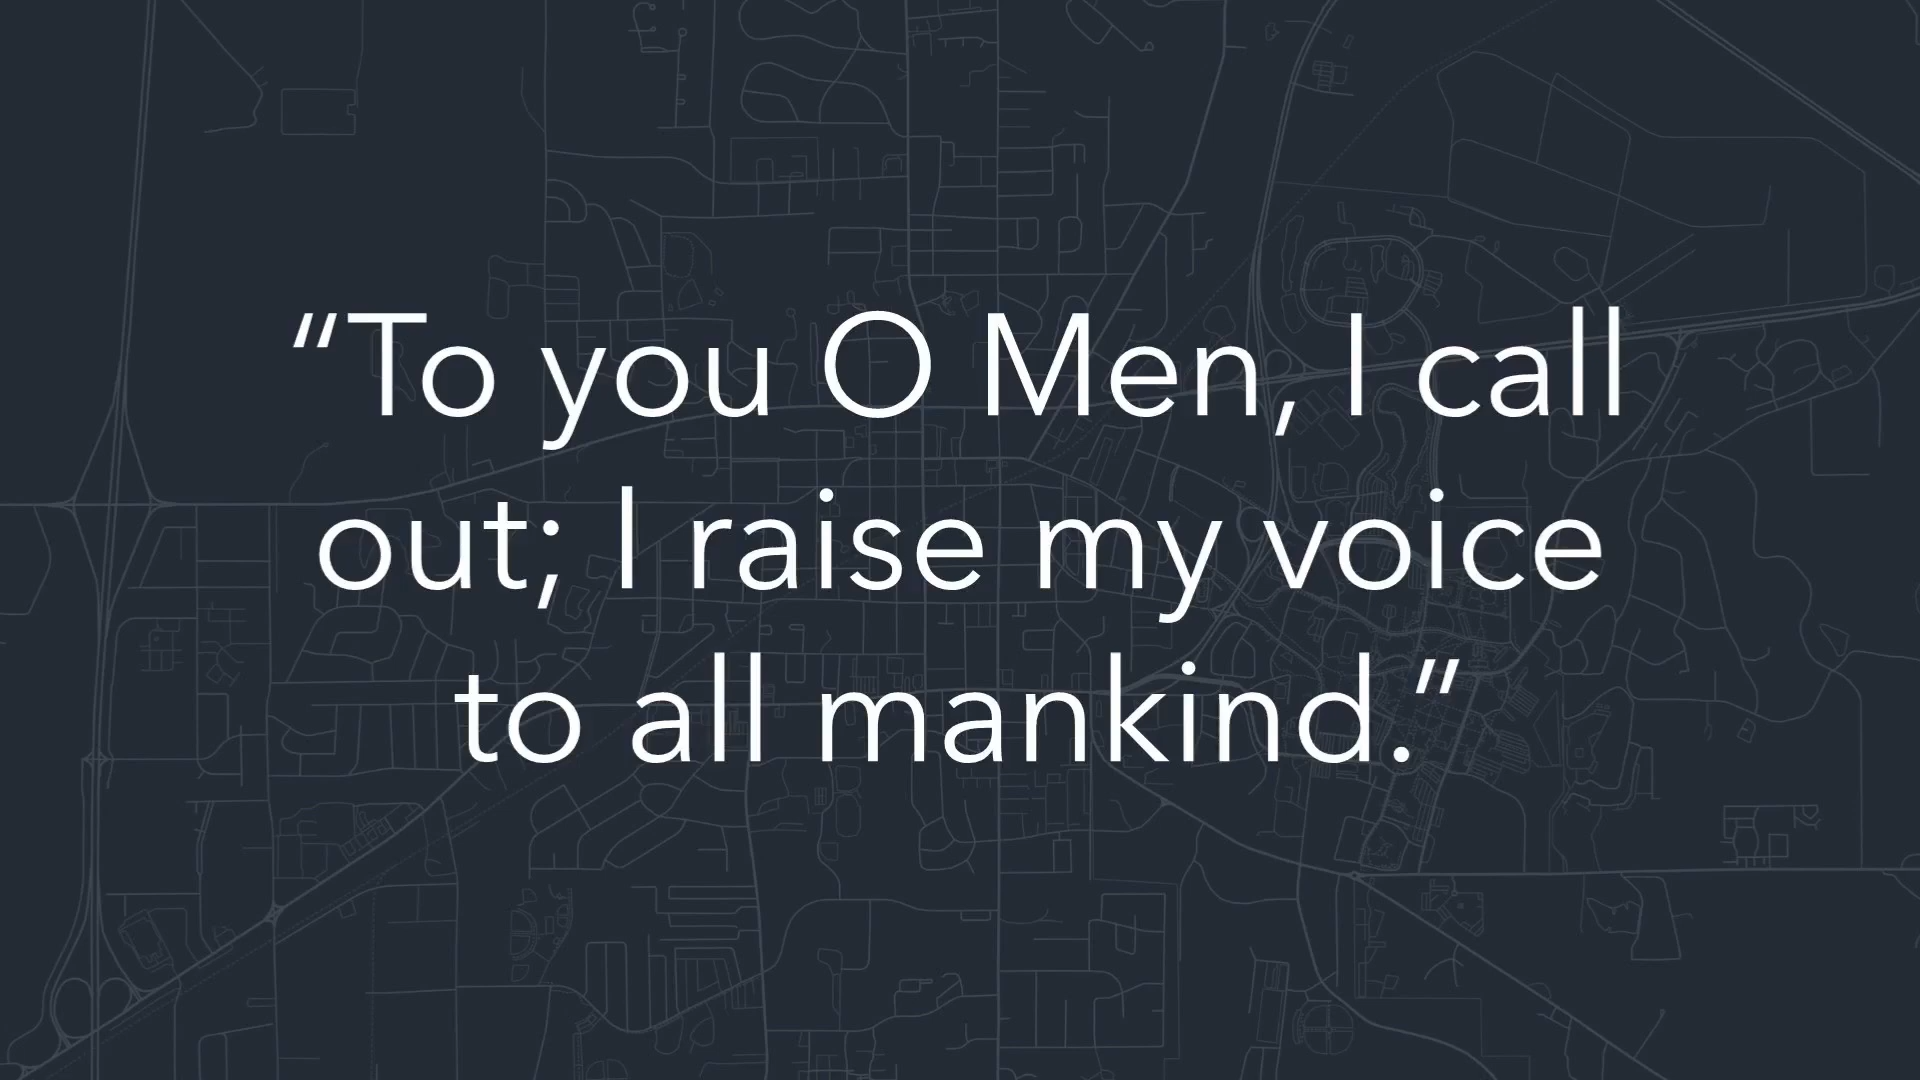 “To you O Men, I call
out; I raise my voice
to all mankind.”